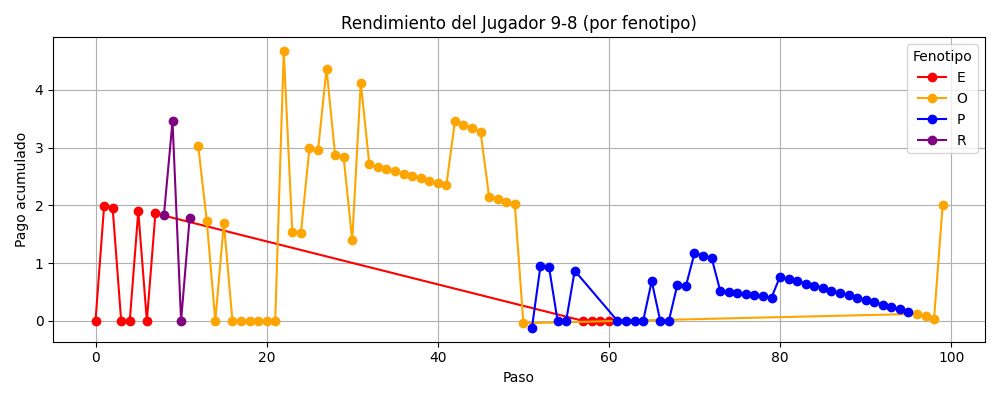 Rendimiento del Jugador 9-8 (por fenotipo)
Pago acumulado
4
3
2
1
0
0
20
40
60
80
100
Paso
Fenotipo
E
O
P
R